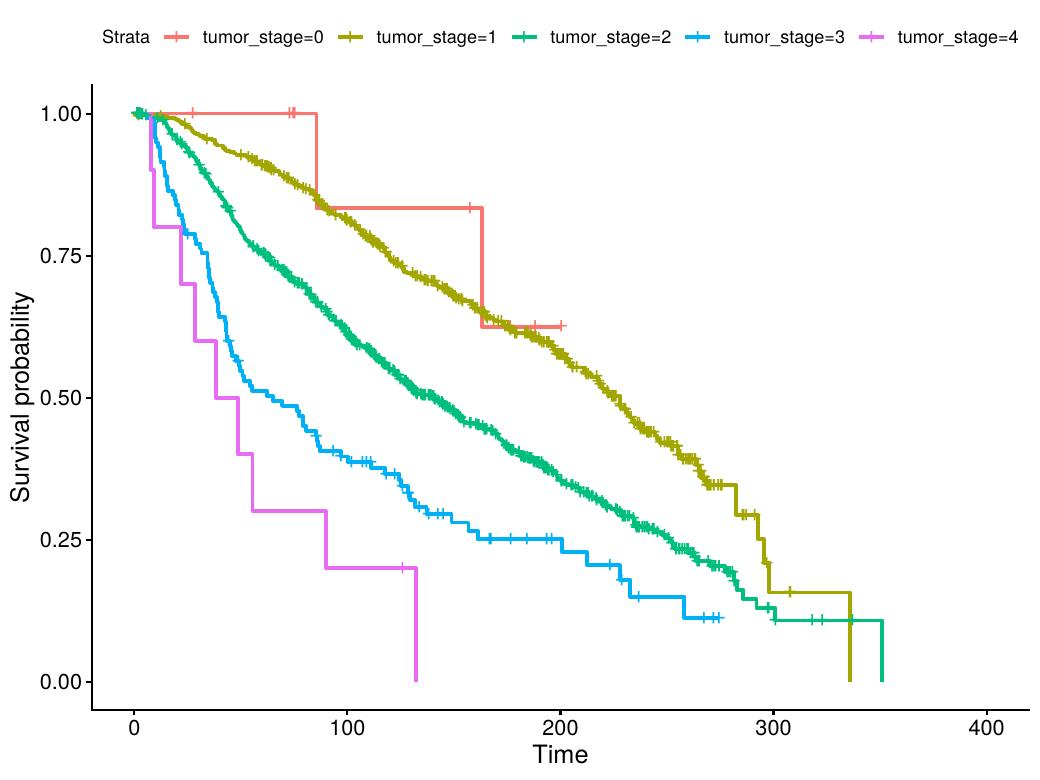 Strata tumor_stage=0 tumor_stage=1 tumor_stage=2 tumor_stage=3 tumor_stage=4
1.00
0.75
0.50
0.25
0.00
Survival probability
0 100 200 300 400
Time